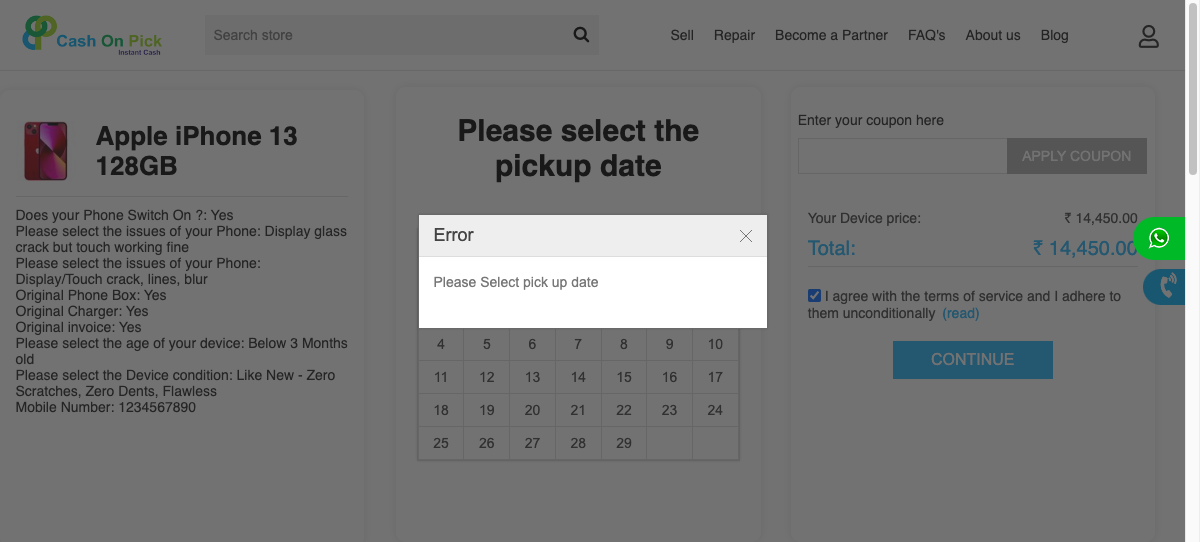 Cash On Pick
Instant Cash
Search store
Sell Repair Become a Partner FAQ's About us Blog
Apple iPhone 13
128GB
Does your Phone Switch On ?: Yes
Please select the issues of your Phone: Display glass
crack but touch working fine
Please select the issues of your Phone:
Display/Touch crack, lines, blur
Original Phone Box: Yes
Original Charger: Yes
Original invoice: Yes
Please select the age of your device: Below 3 Months
old
Please select the Device condition: Like New - Zero
Scratches, Zero Dents, Flawless
Mobile Number: 1234567890
Please select the
pickup date
Error
Please Select pick up date
4 5 6 7 8 9 10
11 12 13 14 15 16 17
18 19 20 21 22 23 24
25 26 27 28 29
Enter your coupon here
APPLY COUPON
Your Device price: ₹ 14,450.00
Total: ₹ 14,450.00
I agree with the terms of service and I adhere to
them unconditionally (read)
CONTINUE